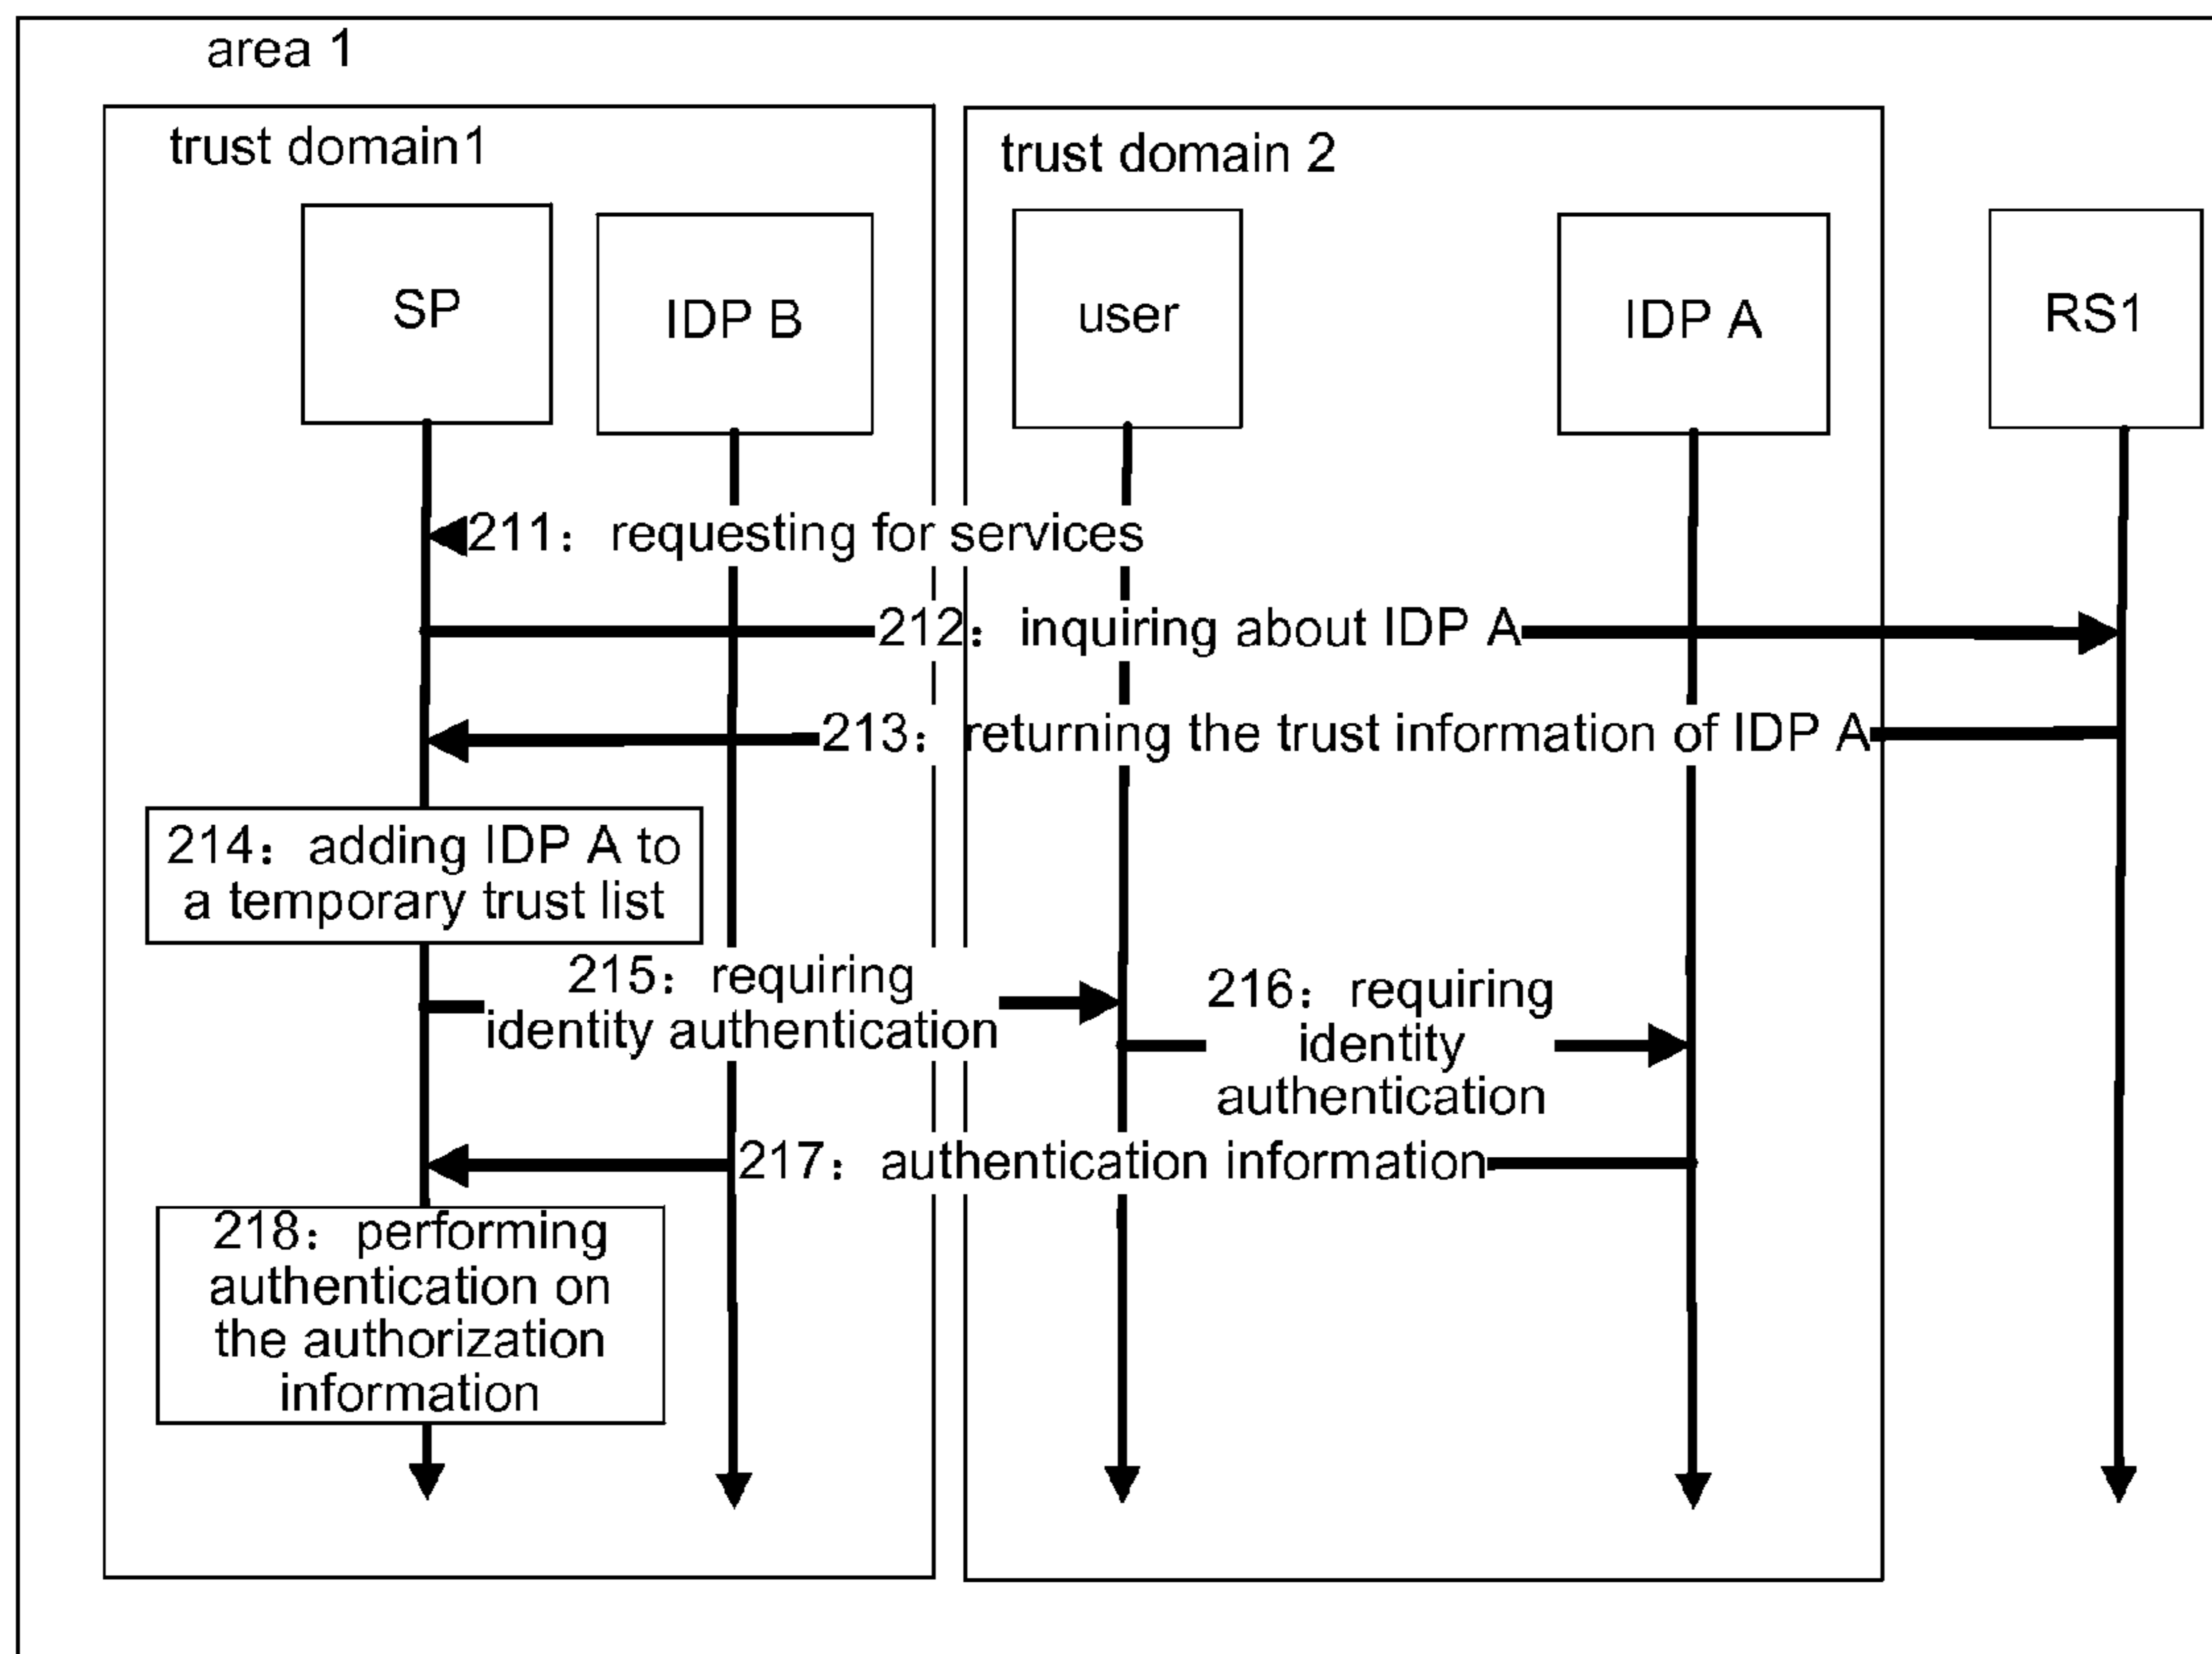 area 1
trust domain1
trust domain 2
SP
IDP B
user
IDP A
RS1
211：requesting for services
212：inquiring about IDP A
213：returning the trust information of IDP A
214：adding IDP A to
a temporary trust list
215：requiring
identity authentication
216：requiring
identity
authentication
217：authentication information
218：performing
authentication on
the authorization
information